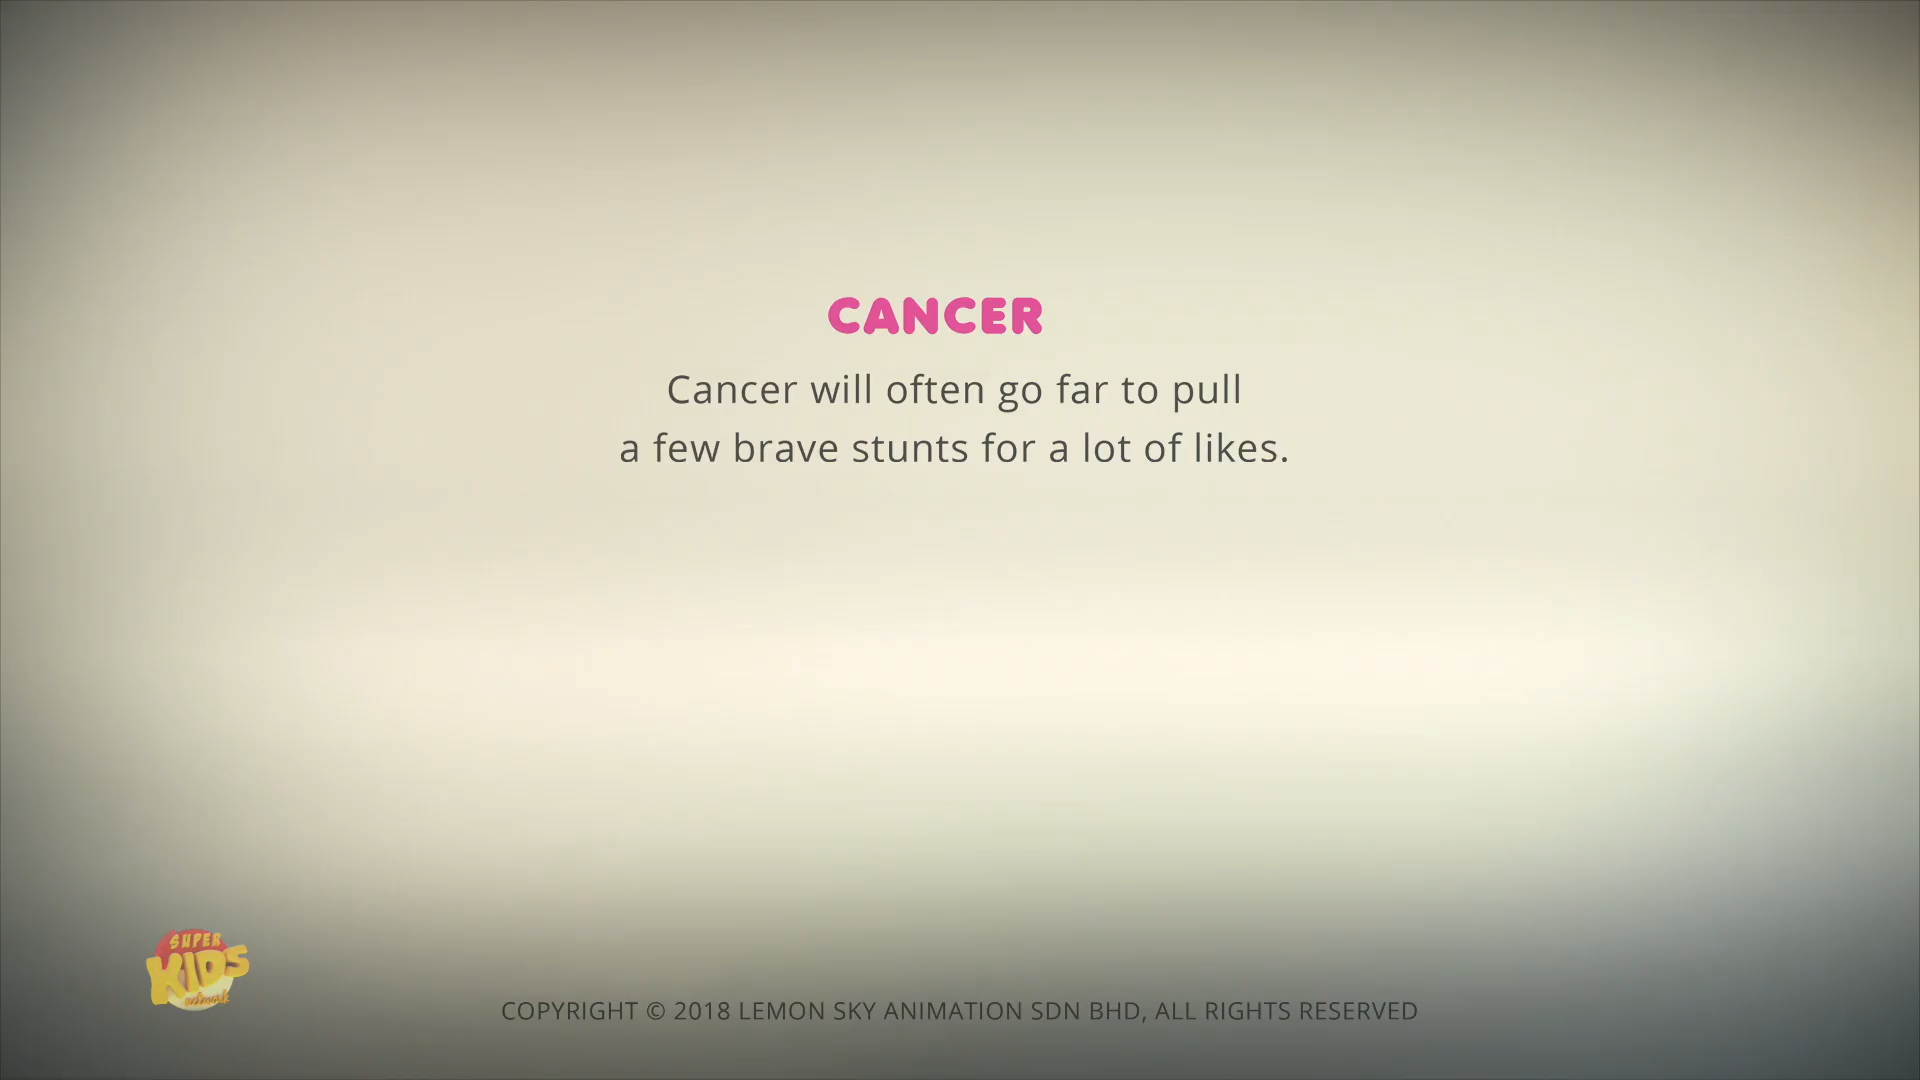 CANCER
Cancer will often go far to pull
a few brave stunts for a lot of likes.
SUPER
KIDS
network
COPYRIGHT © 2018 LEMON SKY ANIMATION SDN BHD, ALL RIGHTS RESERVED